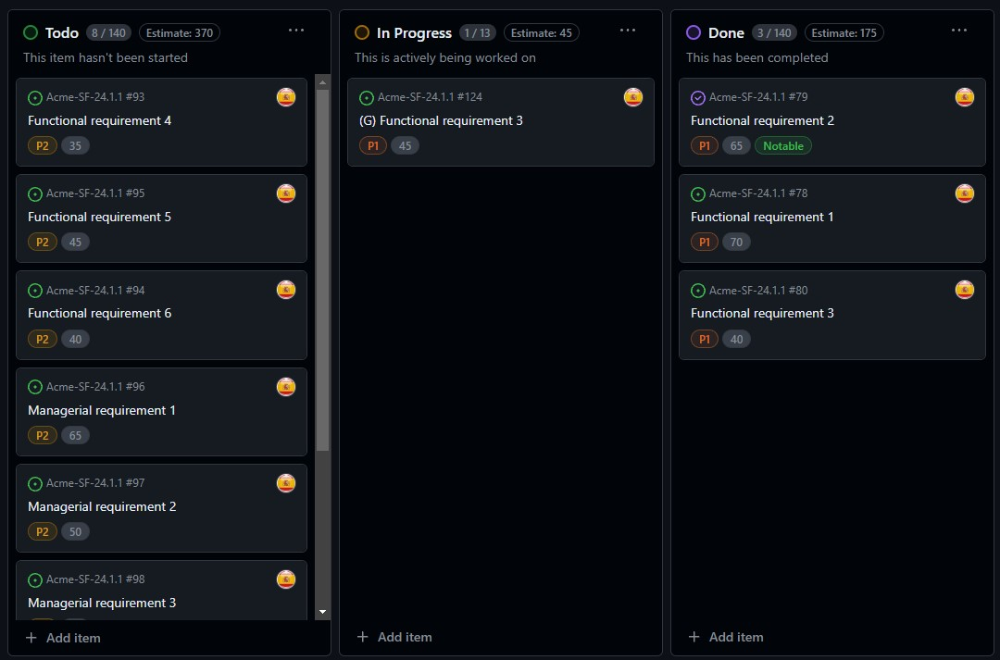 Todo 8 / 140 Estimate: 370
This item hasn't been started
Acme-SF-24.1.1 #93
Functional requirement 4
P2 35
Acme-SF-24.1.1 #95
Functional requirement 5
P2 45
Acme-SF-24.1.1 #94
Functional requirement 6
P2 40
Acme-SF-24.1.1 #96
Managerial requirement 1
P2 65
Acme-SF-24.1.1 #97
Managerial requirement 2
P2 50
Acme-SF-24.1.1 #98
Managerial requirement 3
+ Add item
In Progress 1 / 13 Estimate: 45
This is actively being worked on
Acme-SF-24.1.1 #124
(G) Functional requirement 3
P1 45
+ Add item
Done 3 / 140 Estimate: 175
This has been completed
Acme-SF-24.1.1 #79
Functional requirement 2
P1 65 Notable
Acme-SF-24.1.1 #78
Functional requirement 1
P1 70
Acme-SF-24.1.1 #80
Functional requirement 3
P1 40
+ Add item